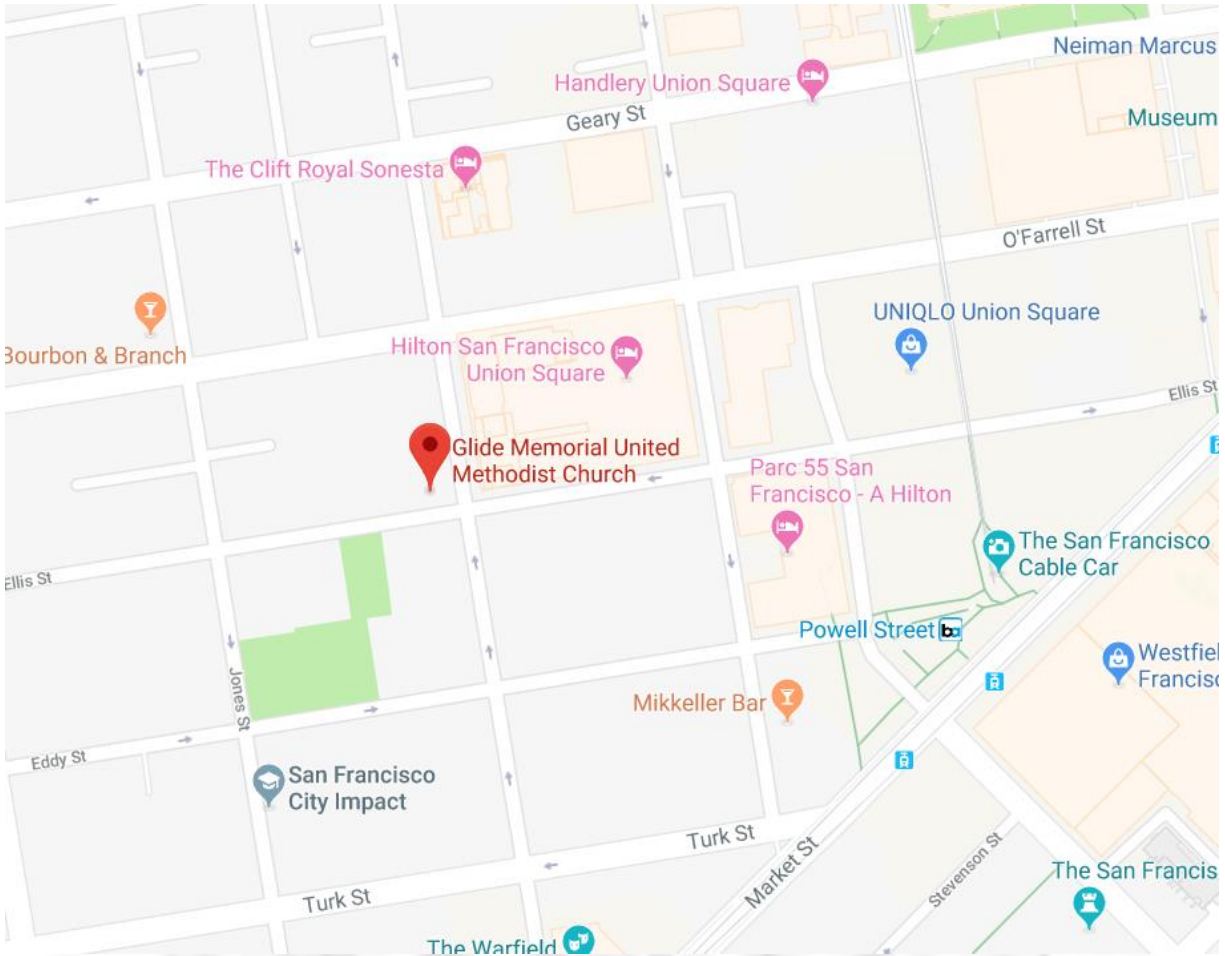 Neiman Marcus
Handlery Union Square
Geary St
Museum
The Clift Royal Sonesta
O'Farrell St
UNIQLO Union Square
Bourbon & Branch
Hilton San Francisco
Union Square
Ellis St
Glide Memorial United
Methodist Church
Parc 55 San
Francisco - A Hilton
The San Francisco
Cable Car
Ellis St
Powell Street
Westfiel
Francisc
Jones St
Mikkeller Bar
Eddy St
San Francisco
City Impact
Turk St
Market St
Stevenson St
The San Francis
Turk St
The Warfield